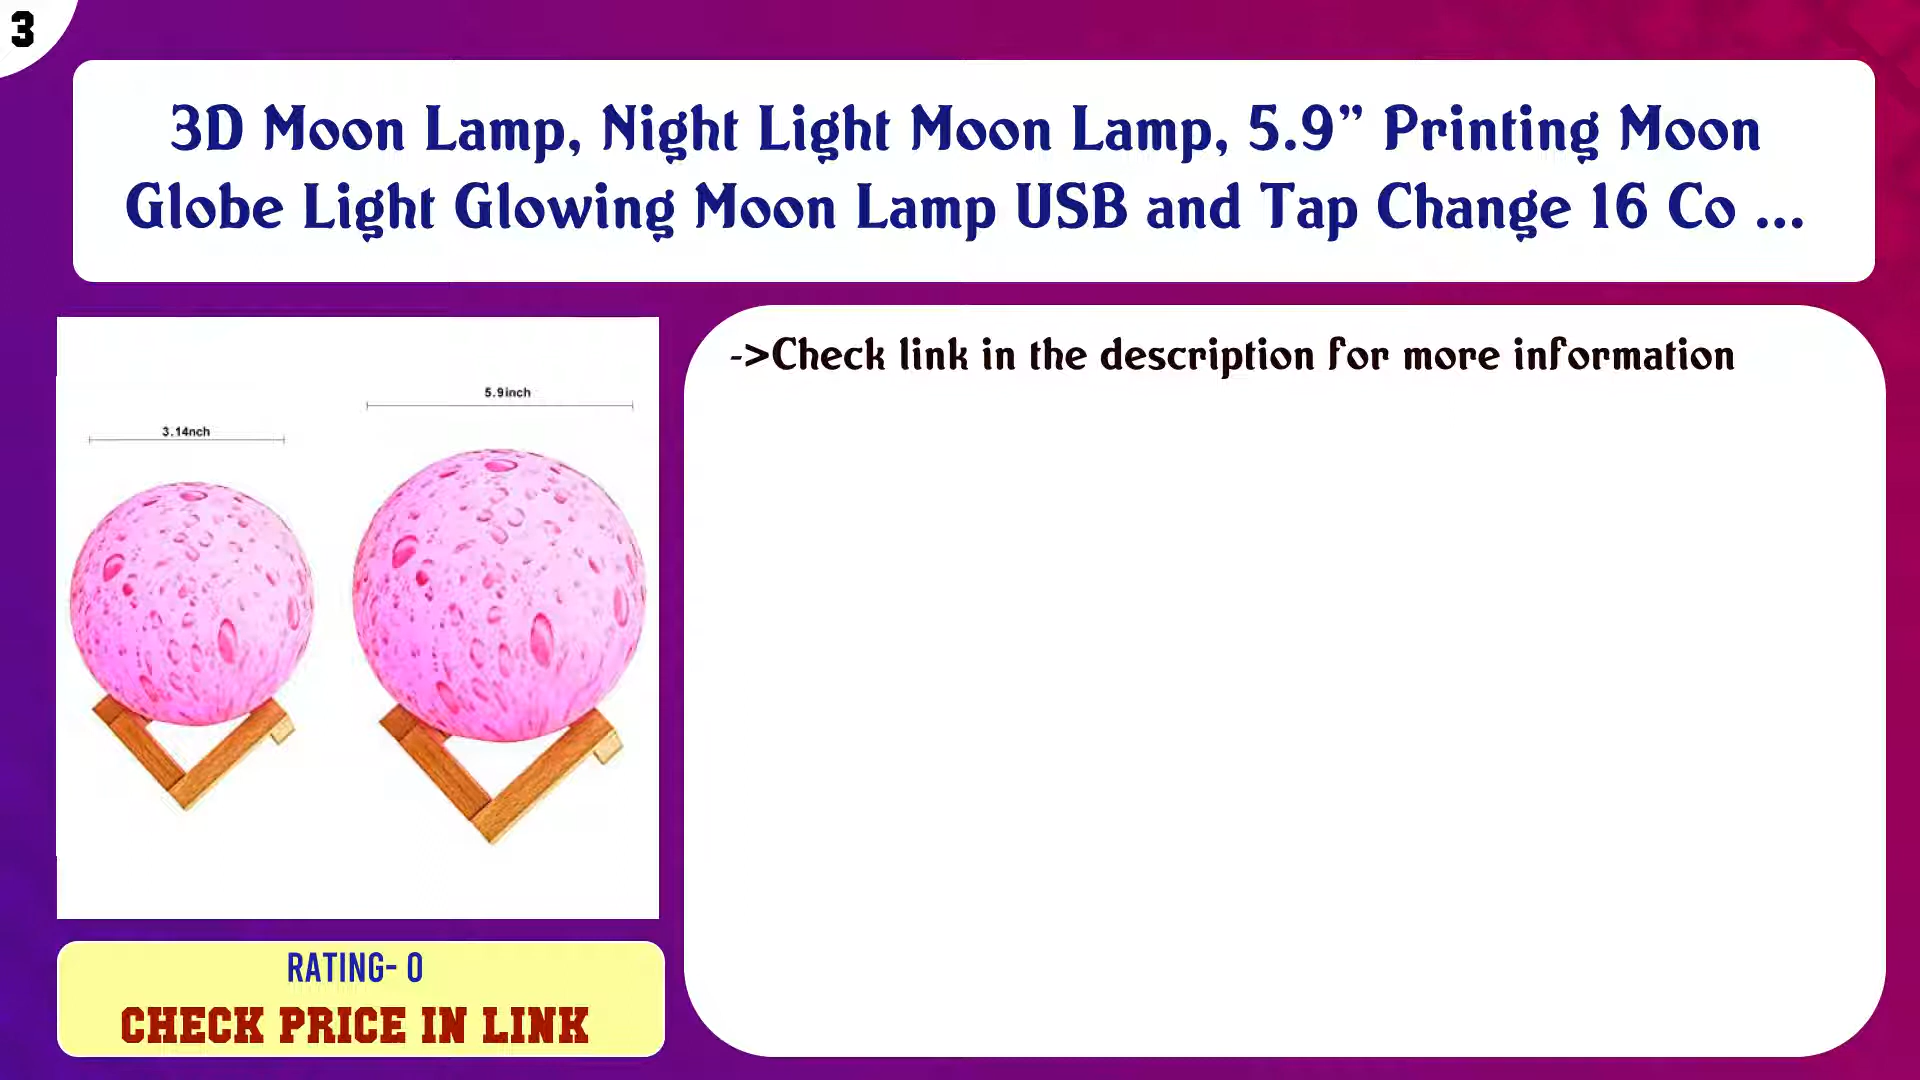 3
3D Moon Lamp, Night Light Moon Lamp, 5.9” Printing Moon
Globe Light Glowing Moon Lamp USB and Tap Change 16 Co ...
5.9inch
3.14nch
->Check link in the description for more information
RATING- 0
CHECK PRICE IN LINK